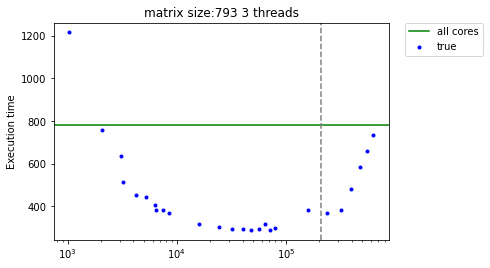 matrix size:793 3 threads
all cores
true
Execution time
1200
1000
800
600
400
10³
10⁴
10⁵